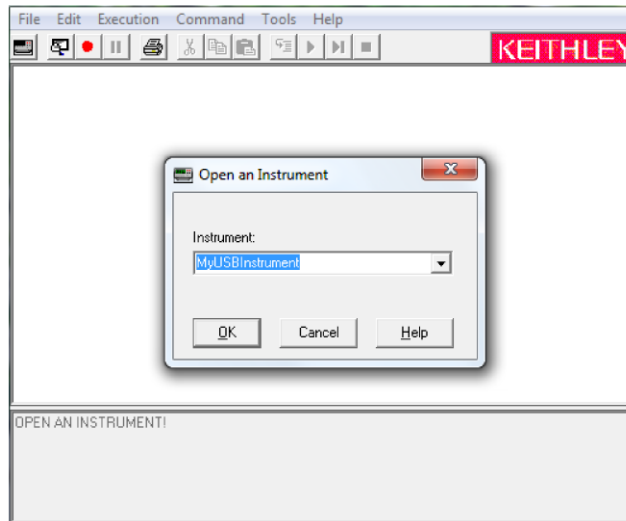 File Edit Execution Command Tools Help
KEITHLEY
Open an Instrument
Instrument:
MyUSBInstrument
OK Cancel Help
OPEN AN INSTRUMENT!